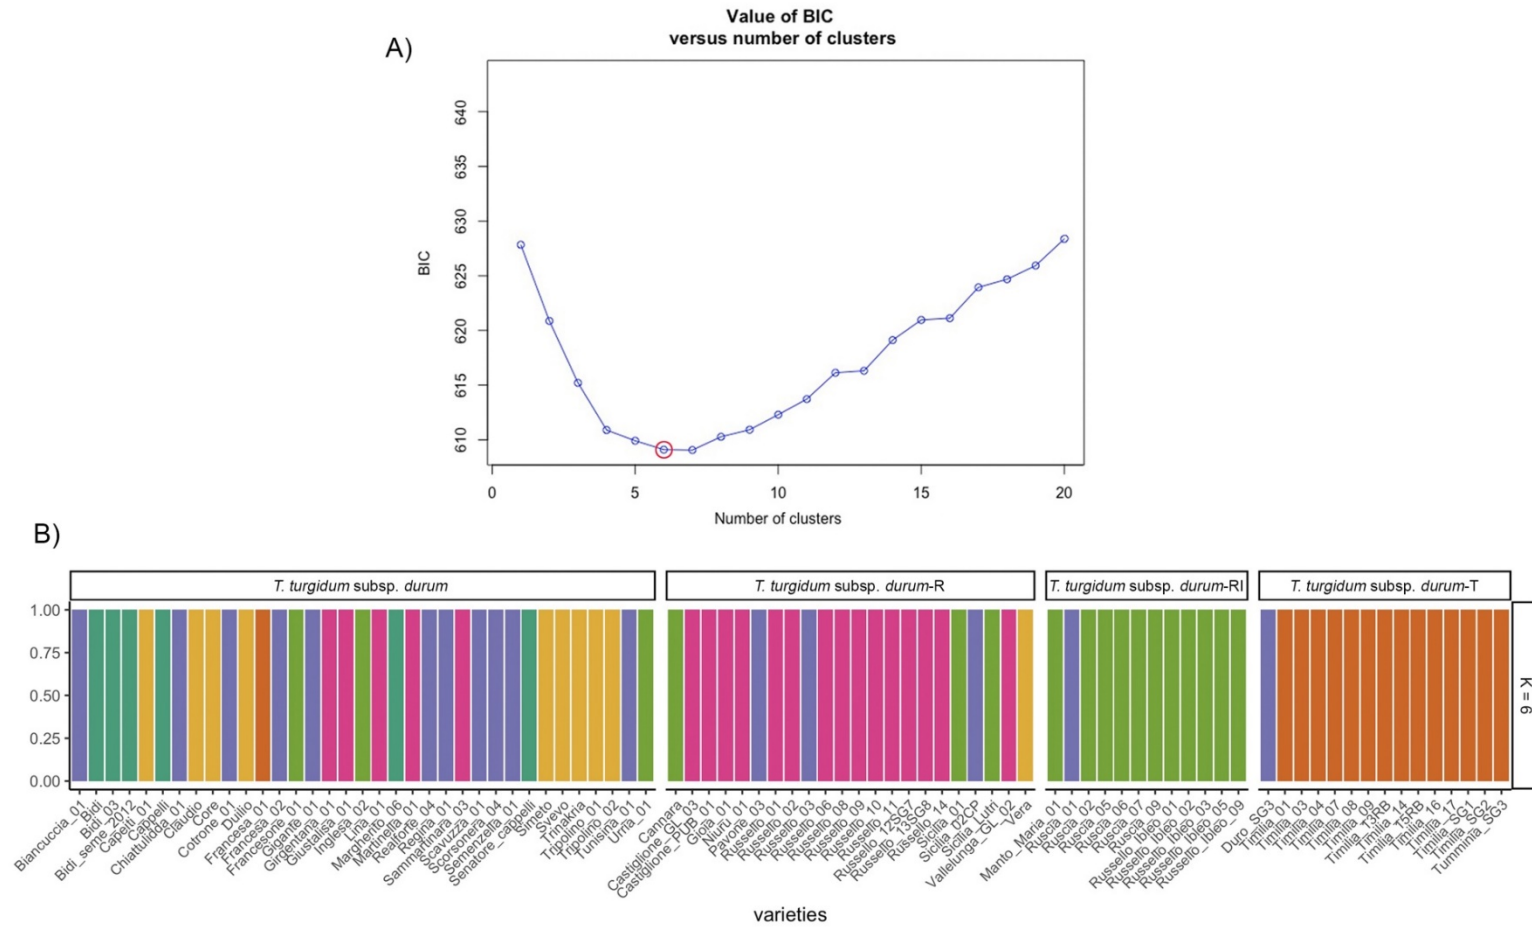 A)
Value of BIC
versus number of clusters
BIC
640
635
630
625
620
615
610
0 5 10 15 20
Number of clusters
B)
T. turgidum subsp. durum
T. turgidum subsp. durum-R
T. turgidum subsp. durum-RI
T. turgidum subsp. durum-T
1.00
0.75
0.50
0.25
0.00
K = 6
Biancuccia_01
Bidi
Bidi_03
Bidi_seme_2012
Capeiti_01
Cappelli
Chiattulidda_01
Claudio
Core
Cotrone_01
Duilio
Francesa_01
Francesa_02
Francesone_01
Gigante_01
Girgentana_01
Giustalisa_01
Inglesa_02
Lina_01
Margherito_06
Martinella_01
Realforte_04
Regina_01
Sammartinara_03
Scavuzza_01
Scorsonera_04
Semenzella_01
Senatore_cappelli
Simeto
Svevo
Trinakria
Tripolino_01
Tripolino_02
Tunisina_01
Urria_01
Campara
Castiglione_GL_03
Castiglione_PUB_01
Gioia_01
Niuru_01
Pavone_03
Russello_01
Russello_02
Russello_03
Russello_06
Russello_08
Russello_09
Russello_10
Russello_11
Russello_12SG7
Russello_13SG8
Russello_14
Sicilia_01
Sicilia_02CP
Sicilia_Lutri
Vallelunga_GL_02
Vera
Manto_Maria_01
Ruscia_01
Ruscia_02
Ruscia_05
Ruscia_06
Ruscia_07
Ruscia_09
Russello_Ibleo_01
Russello_Ibleo_02
Russello_Ibleo_03
Russello_Ibleo_05
Russello_Ibleo_09
Duro_SG3
Timilia_01
Timilia_03
Timilia_04
Timilia_07
Timilia_08
Timilia_09
Timilia_T3RB
Timilia_14
Timilia_T5RB
Timilia_16
Timilia_17
Timilia_SG1
Timilia_SG2
Tumminia_SG3
varieties